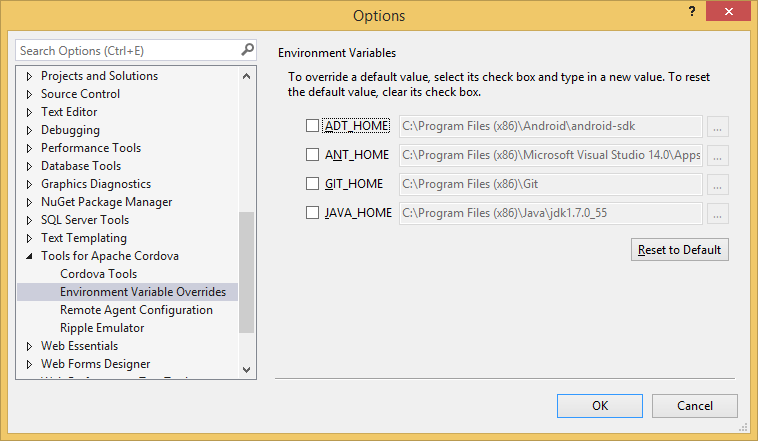 Options
?
Search Options (Ctrl+E)
Projects and Solutions
Source Control
Text Editor
Debugging
Performance Tools
Database Tools
Graphics Diagnostics
NuGet Package Manager
SQL Server Tools
Text Templating
Tools for Apache Cordova
Cordova Tools
Environment Variable Overrides
Remote Agent Configuration
Ripple Emulator
Web Essentials
Web Forms Designer
Environment Variables
To override a default value, select its check box and type in a new value. To reset
the default value, clear its check box.
ADT_HOME C:\Program Files (x86)\Android\android-sdk ...
ANT_HOME C:\Program Files (x86)\Microsoft Visual Studio 14.0\Apps ...
GIT_HOME C:\Program Files (x86)\Git ...
JAVA_HOME C:\Program Files (x86)\Java\jdk1.7.0_55 ...
Reset to Default
OK Cancel